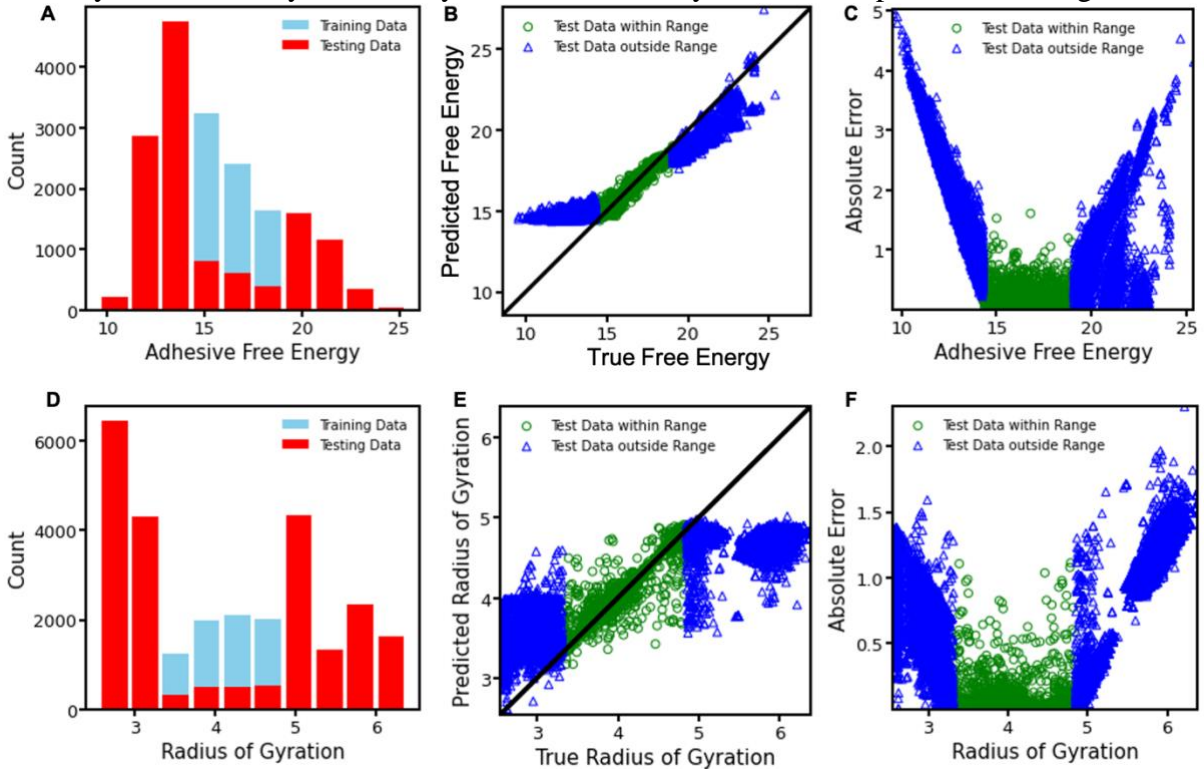 A
Training Data
Testing Data
4000
3000
2000
1000
0
Count
10 15 20 25
Adhesive Free Energy
B
Test Data within Range
Test Data outside Range
25
20
15
10
Predicted Free Energy
10 15 20 25
True Free Energy
C
Test Data within Range
Test Data outside Range
5
4
3
2
1
Absolute Error
10 15 20 25
Adhesive Free Energy
D
Training Data
Testing Data
6000
4000
2000
0
Count
3 4 5 6
Radius of Gyration
E
Test Data within Range
Test Data outside Range
6
5
4
3
Predicted Radius of Gyration
3 4 5 6
True Radius of Gyration
F
Test Data within Range
Test Data outside Range
2.0
1.5
1.0
0.5
Absolute Error
3 4 5 6
Radius of Gyration